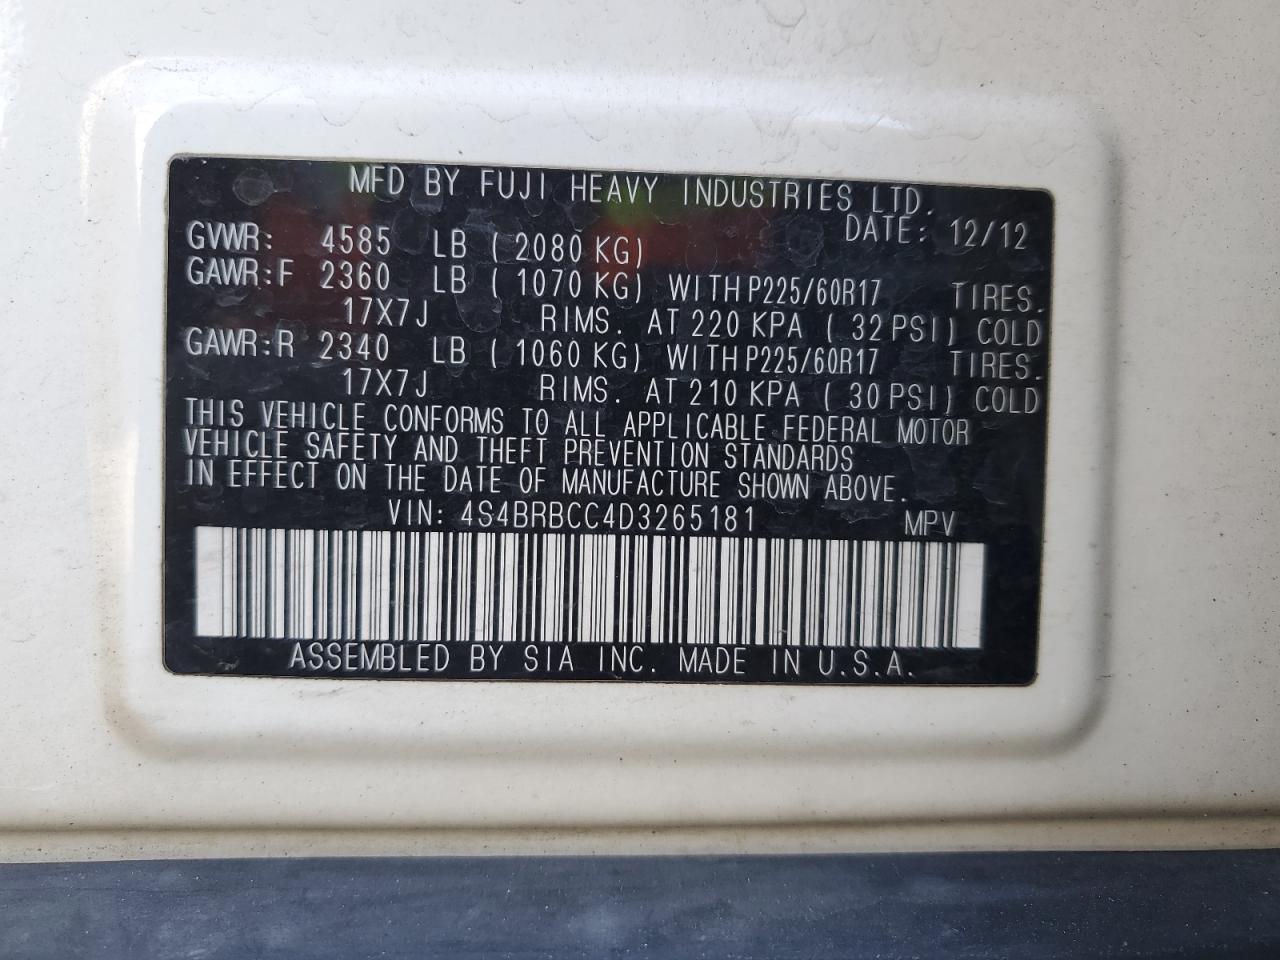 MFD BY FUJI HEAVY INDUSTRIES LTD.
DATE: 12/12
GVWR: 4585 LB ( 2080 KG)
GAWR:F 2360 LB ( 1070 KG) WITH P225/60R17 TIRES.
17X7J RIMS. AT 220 KPA ( 32 PSI) COLD
GAWR:R 2340 LB ( 1060 KG) WITH P225/60R17 TIRES.
17X7J RIMS. AT 210 KPA ( 30 PSI) COLD
THIS VEHICLE CONFORMS TO ALL APPLICABLE FEDERAL MOTOR
VEHICLE SAFETY AND THEFT PREVENTION STANDARDS
IN EFFECT ON THE DATE OF MANUFACTURE SHOWN ABOVE.
VIN: 4S4BRBCC4D3265181 MPV
ASSEMBLED BY SIA INC. MADE IN U.S.A.